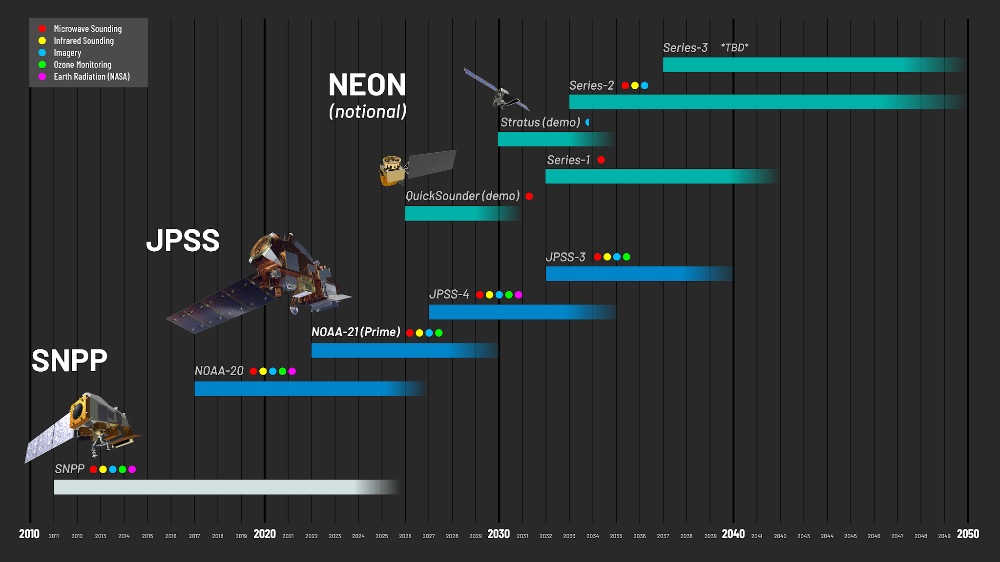 Microwave Sounding
Infrared Sounding
Imagery
Ozone Monitoring
Earth Radiation (NASA)
Series-3 *TBD*
NEON
(notional)
Series-2
Stratus (demo)
Series-1
QuickSounder (demo)
JPSS
JPSS-3
JPSS-4
NOAA-21 (Prime)
SNPP
NOAA-20
SNPP
2010 2011 2012 2013 2014 2015 2016 2017 2018 2019 2020 2021 2022 2023 2024 2025 2026 2027 2028 2029 2030 2031 2032 2033 2034 2035 2036 2037 2038 2039 2040 2041 2042 2043 2044 2045 2046 2047 2048 2049 2050